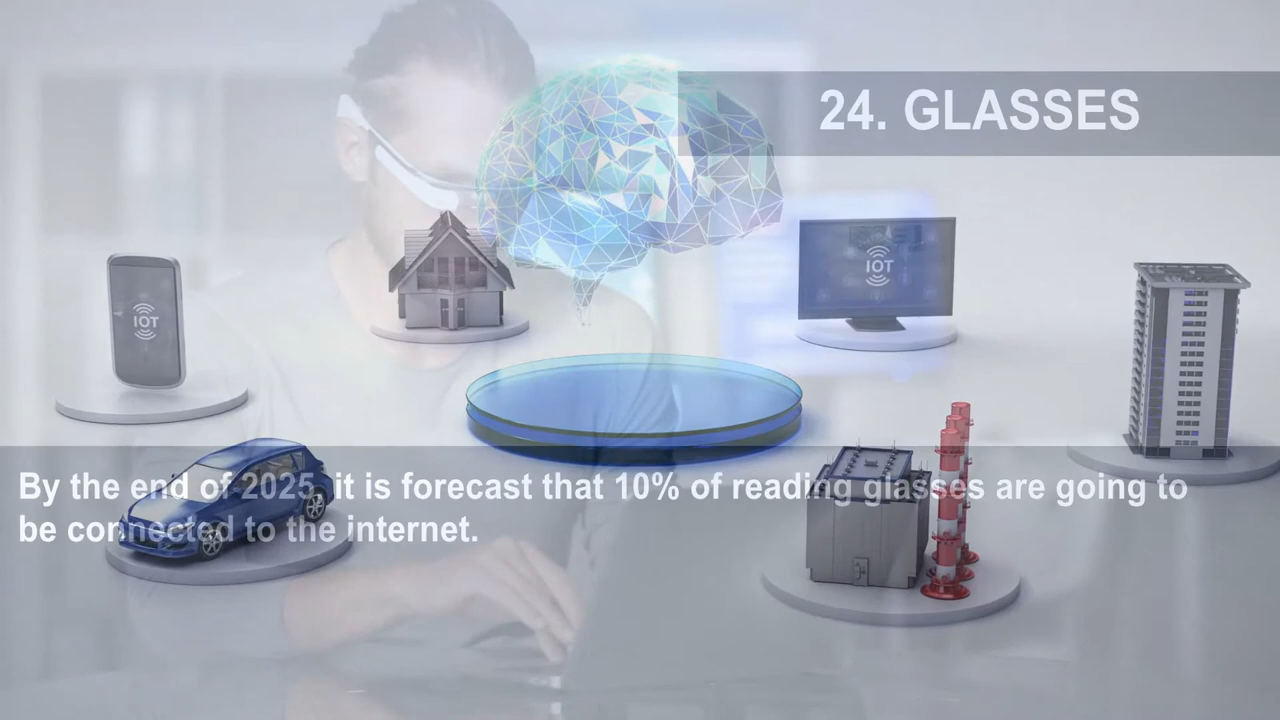 24. GLASSES
IOT
IOT
By the end of 2025, it is forecast that 10% of reading glasses are going to
be connected to the internet.